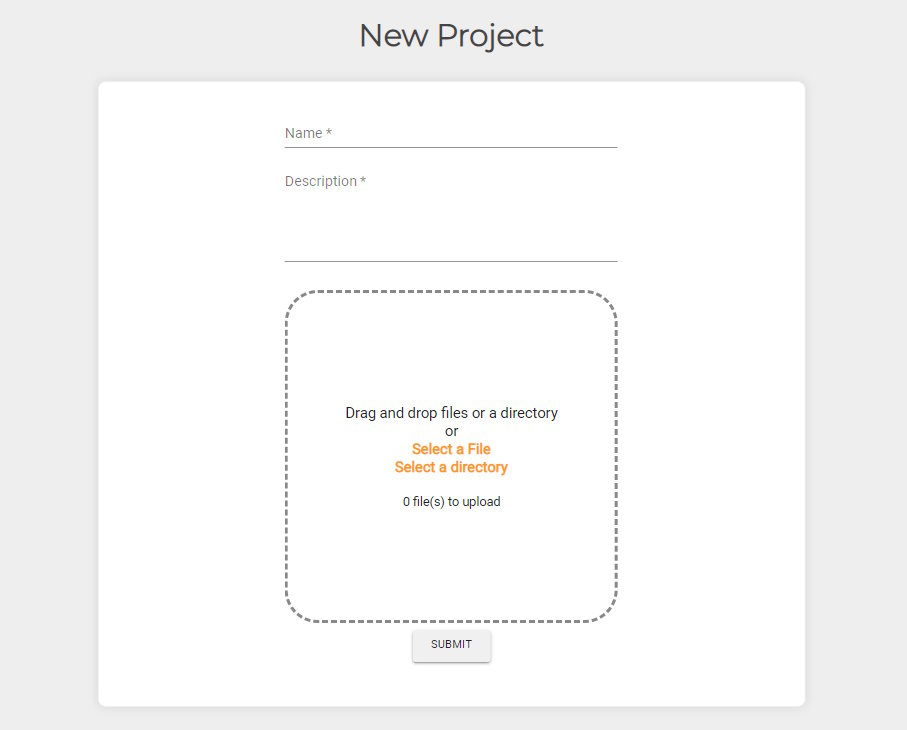 New Project
Name *
Description *
Drag and drop files or a directory
or
Select a File
Select a directory
0 file(s) to upload
SUBMIT